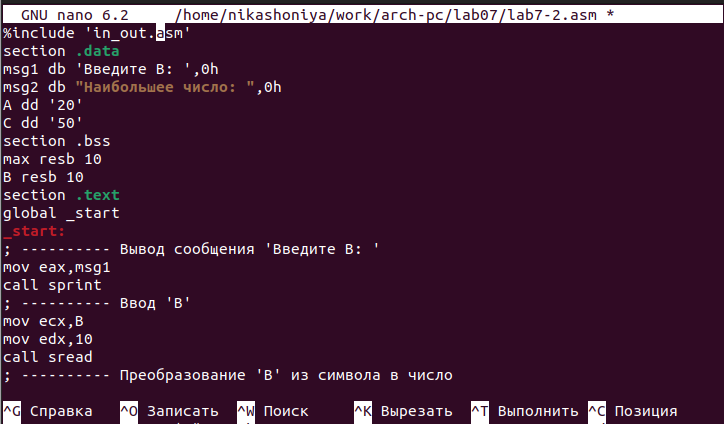 GNU nano 6.2 /home/nikashoniya/work/arch-pc/lab07/lab7-2.asm *
%include 'in_out.asm'
section .data
msg1 db 'Введите B: ',0h
msg2 db "Наибольшее число: ",0h
A dd '20'
C dd '50'
section .bss
max resb 10
B resb 10
section .text
global _start
_start:
; ---------- Вывод сообщения 'Введите B: '
mov eax,msg1
call sprint
; ---------- Ввод 'B'
mov ecx,B
mov edx,10
call sread
; ---------- Преобразование 'B' из символа в число
^G Справка ^O Записать ^W Поиск ^K Вырезать ^T Выполнить ^C Позиция